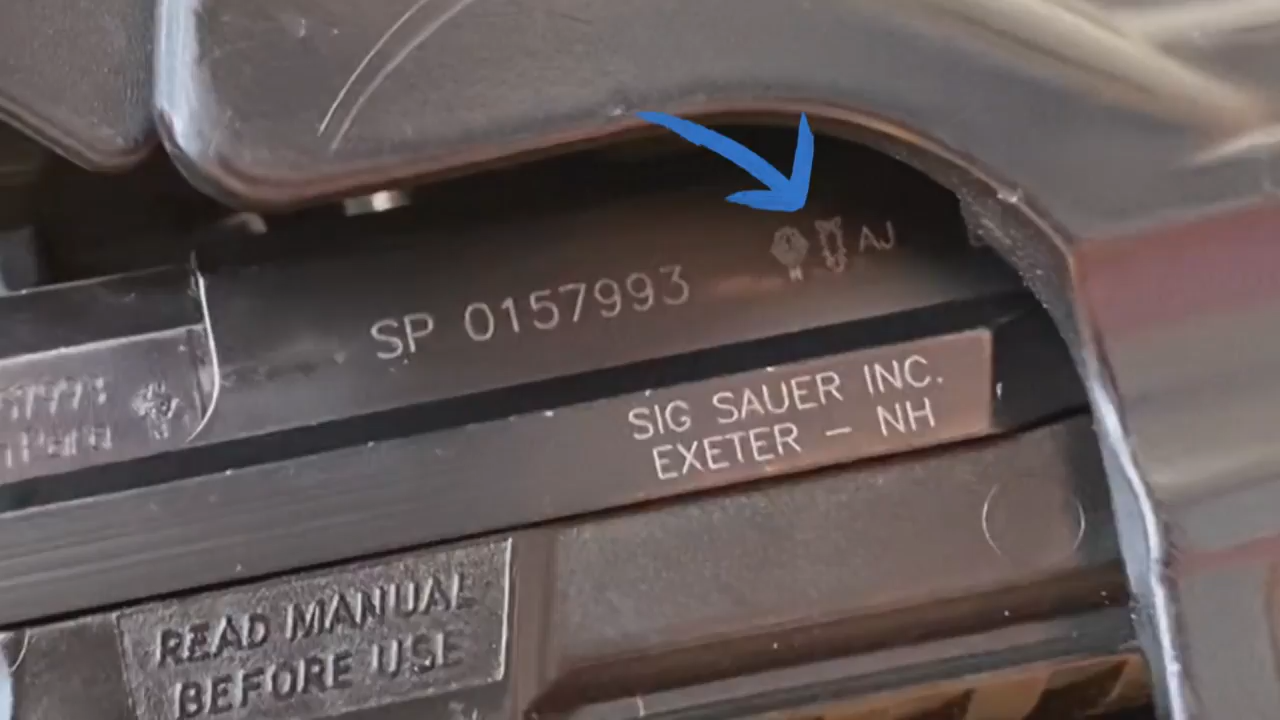 AJ
SP 0157993
SIG SAUER INC.
EXETER – NH
READ MANUAL
BEFORE USE